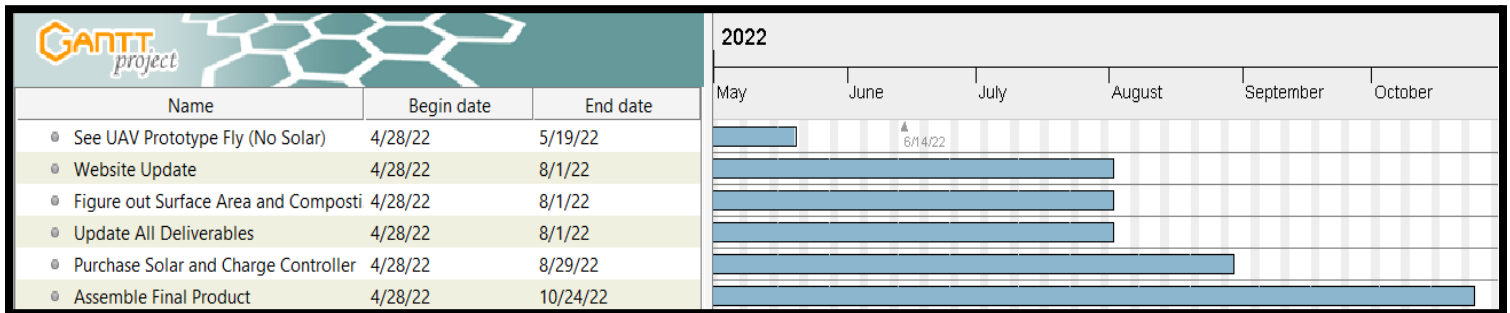 GANTT
project
2022
May June July August September October
Name Begin date End date
See UAV Prototype Fly (No Solar) 4/28/22 5/19/22
6/14/22
Website Update 4/28/22 8/1/22
Figure out Surface Area and Composti 4/28/22 8/1/22
Update All Deliverables 4/28/22 8/1/22
Purchase Solar and Charge Controller 4/28/22 8/29/22
Assemble Final Product 4/28/22 10/24/22